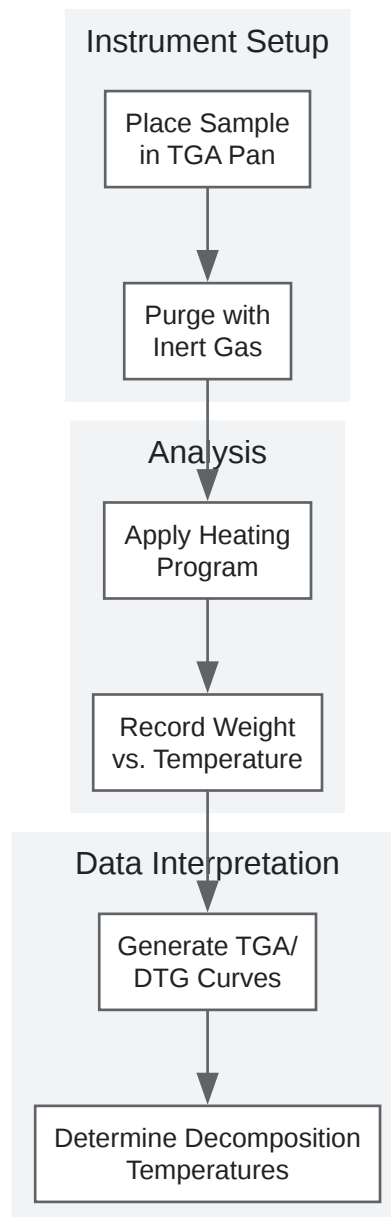 Instrument Setup
Place Sample
in TGA Pan
Purge with
Inert Gas
Analysis
Apply Heating
Program
Record Weight
vs. Temperature
Data Interpretation
Generate TGA/
DTG Curves
Determine Decomposition
Temperatures